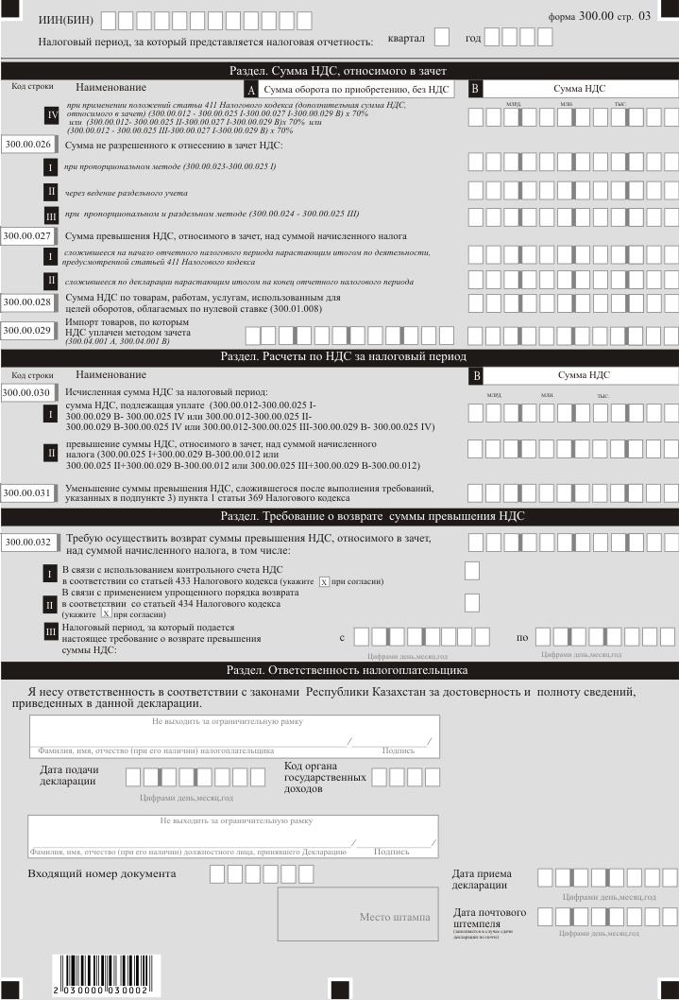 форма 300.00 стр. 03
ИИН(БИН)
Налоговый период, за который представляется налоговая отчетность: квартал год
Раздел. Сумма НДС, относимого в зачет
Код строки Наименование A Сумма оборота по приобретению, без НДС B Сумма НДС
МЛРД. МЛН. ТЫС.
IV при применении положений статьи 411 Налогового кодекса (дополнительная сумма НДС,
относимого в зачет) (300.00.012 - 300.00.025 I-300.00.027 I-300.00.029 B) x 70%
или (300.00.012- 300.00.025 II-300.00.027 I-300.00.029 B)x 70% или
(300.00.012 - 300.00.025 III-300.00.027 I-300.00.029 B) x 70%
300.00.026 Сумма не разрешенного к отнесению в зачет НДС:
I при пропорциональном методе (300.00.023-300.00.025 I)
II через ведение раздельного учета
III при пропорциональном и раздельном методе (300.00.024 - 300.00.025 III)
300.00.027 Сумма превышения НДС, относимого в зачет, над суммой начисленного налога
I сложившееся на начало отчетного налогового периода нарастающим итогом по деятельности,
предусмотренной статьей 411 Налогового кодекса
II сложившееся по декларации нарастающим итогом на конец отчетного налогового периода
300.00.028 Сумма НДС по товарам, работам, услугам, использованным для
целей оборотов, облагаемых по нулевой ставке (300.01.008)
300.00.029 Импорт товаров, по которым
НДС уплачен методом зачета
(300.04.001 A, 300.04.001 B)
Раздел. Расчеты по НДС за налоговый период
Код строки Наименование B Сумма НДС
МЛРД. МЛН. ТЫС.
300.00.030 Исчисленная сумма НДС за налоговый период:
I сумма НДС, подлежащая уплате (300.00.012-300.00.025 I-
300.00.029 B- 300.00.025 IV или 300.00.012-300.00.025 II-
300.00.029 B-300.00.025 IV или 300.00.012-300.00.025 III-300.00.029 B- 300.00.025 IV)
II превышение суммы НДС, относимого в зачет, над суммой начисленного
налога (300.00.025 I+300.00.029 B-300.00.012 или
300.00.025 II+300.00.029 B-300.00.012 или 300.00.025 III+300.00.029 B-300.00.012)
300.00.031 Уменьшение суммы превышения НДС, сложившегося после выполнения требований,
указанных в подпункте 3) пункта 1 статьи 369 Налогового кодекса
Раздел. Требование о возврате суммы превышения НДС
300.00.032 Требую осуществить возврат суммы превышения НДС, относимого в зачет,
над суммой начисленного налога, в том числе:
I В связи с использованием контрольного счета НДС
в соответствии со статьей 433 Налогового кодекса (укажите X при согласии)
II В связи с применением упрощенного порядка возврата
в соответствии со статьей 434 Налогового кодекса
(укажите X при согласии)
III Налоговый период, за который подается
настоящее требование о возврате превышения
суммы НДС:
с по
Цифрами день,месяц,год Цифрами день,месяц,год
Раздел. Ответственность налогоплательщика
Я несу ответственность в соответствии с законами Республики Казахстан за достоверность и полноту сведений,
приведенных в данной декларации.
Не выходить за ограничительную рамку
/ /
Фамилия, имя, отчество (при его наличии) налогоплательщика Подпись
Дата подачи
декларации
Цифрами день,месяц,год
Код органа
государственных
доходов
Не выходить за ограничительную рамку
/ /
Фамилия, имя, отчество (при его наличии) должностного лица, принявшего Декларацию Подпись
Входящий номер документа
Дата приема
декларации
Цифрами день,месяц,год
Место штампа
Дата почтового
штемпеля
(заполняется в случае сдачи
декларации по почте)
Цифрами день,месяц,год
2 030000 030002